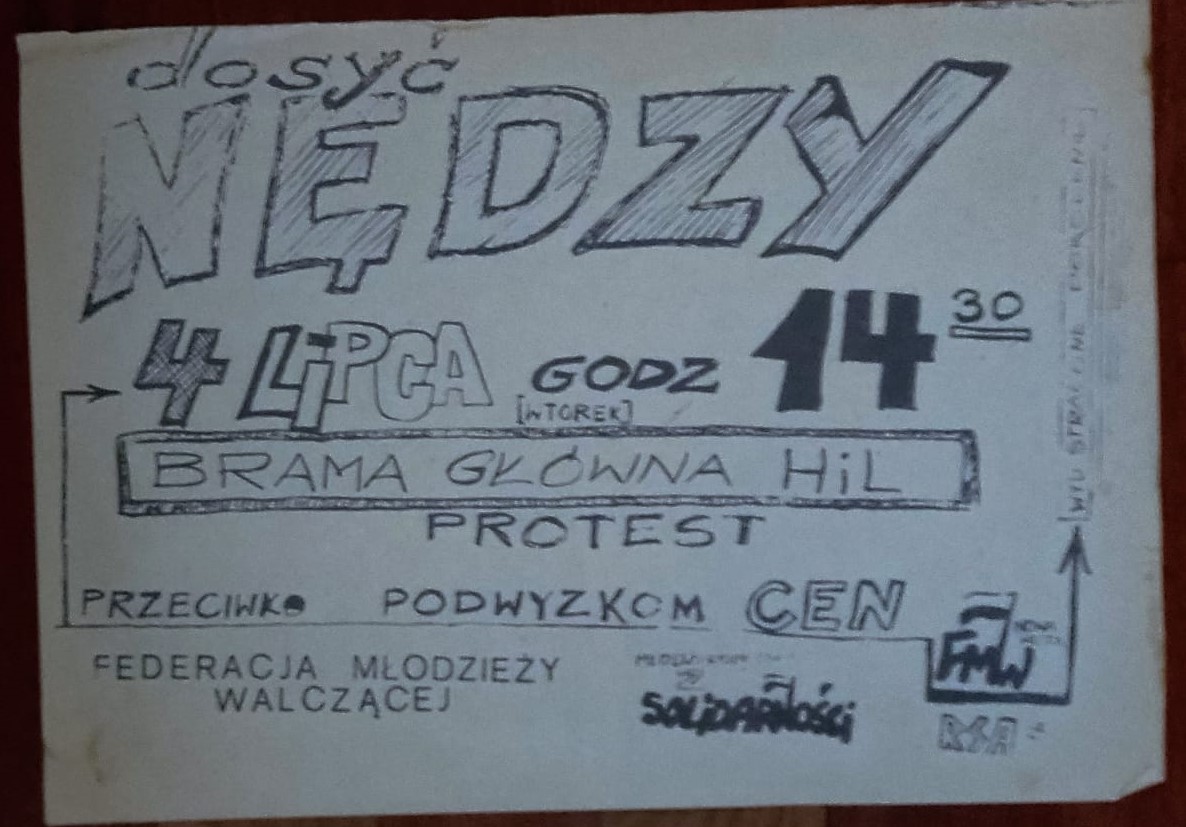 dosyć
NĘDZY
4 LiPCA GODZ 14 30
[WTOREK]
BRAMA GŁÓWNA HiL
PROTEST
PRZECIWKO PODWYZKOM CEN
FEDERACJA MŁODZIEŻY
WALCZĄCEJ
SOLiDARNOŚCi
FMW